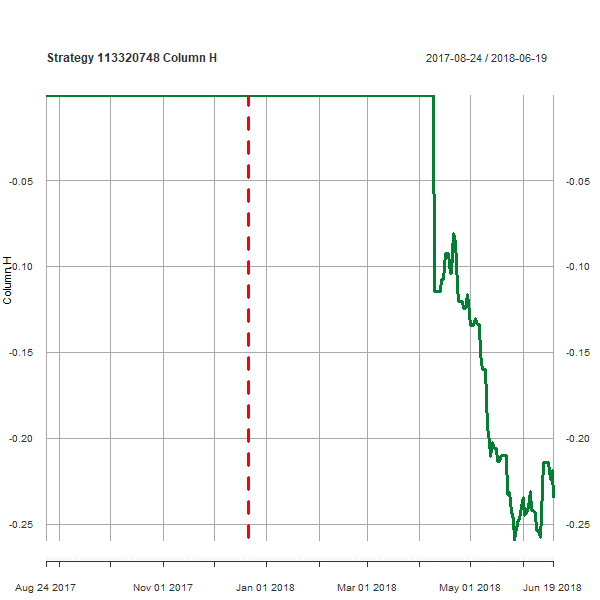 Strategy 113320748 Column H
2017-08-24 / 2018-06-19
-0.05
-0.05
-0.10
-0.10
Column H
-0.15
-0.15
-0.20
-0.20
-0.25
-0.25
Aug 24 2017
Nov 01 2017
Jan 01 2018
Mar 01 2018
May 01 2018
Jun 19 2018